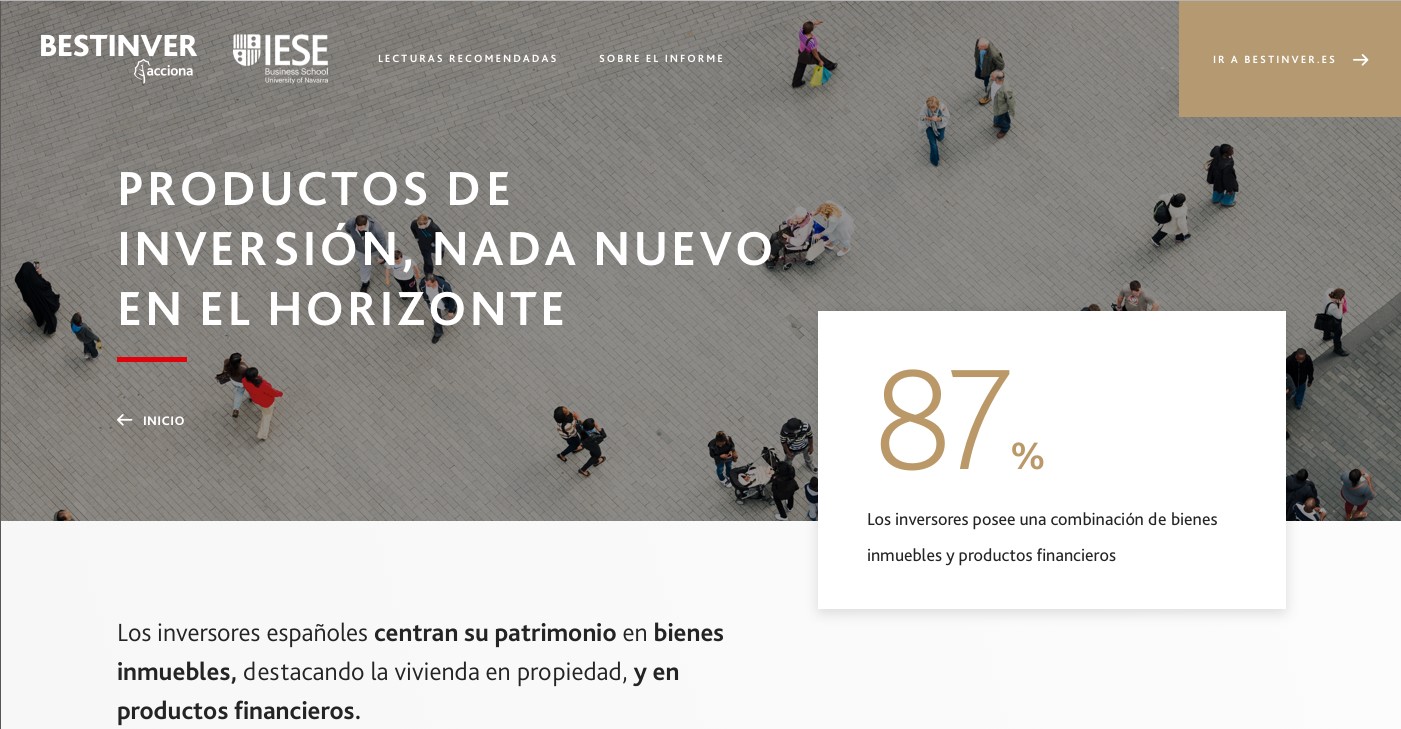 BESTINVER
acciona
IESE
Business School
University of Navarra
LECTURAS RECOMENDADAS
SOBRE EL INFORME
IR A BESTINVER.ES
PRODUCTOS DE
INVERSIÓN, NADA NUEVO
EN EL HORIZONTE
INICIO
87%
Los inversores posee una combinación de bienes
inmuebles y productos financieros
Los inversores españoles centran su patrimonio en bienes
inmuebles, destacando la vivienda en propiedad, y en
productos financieros.